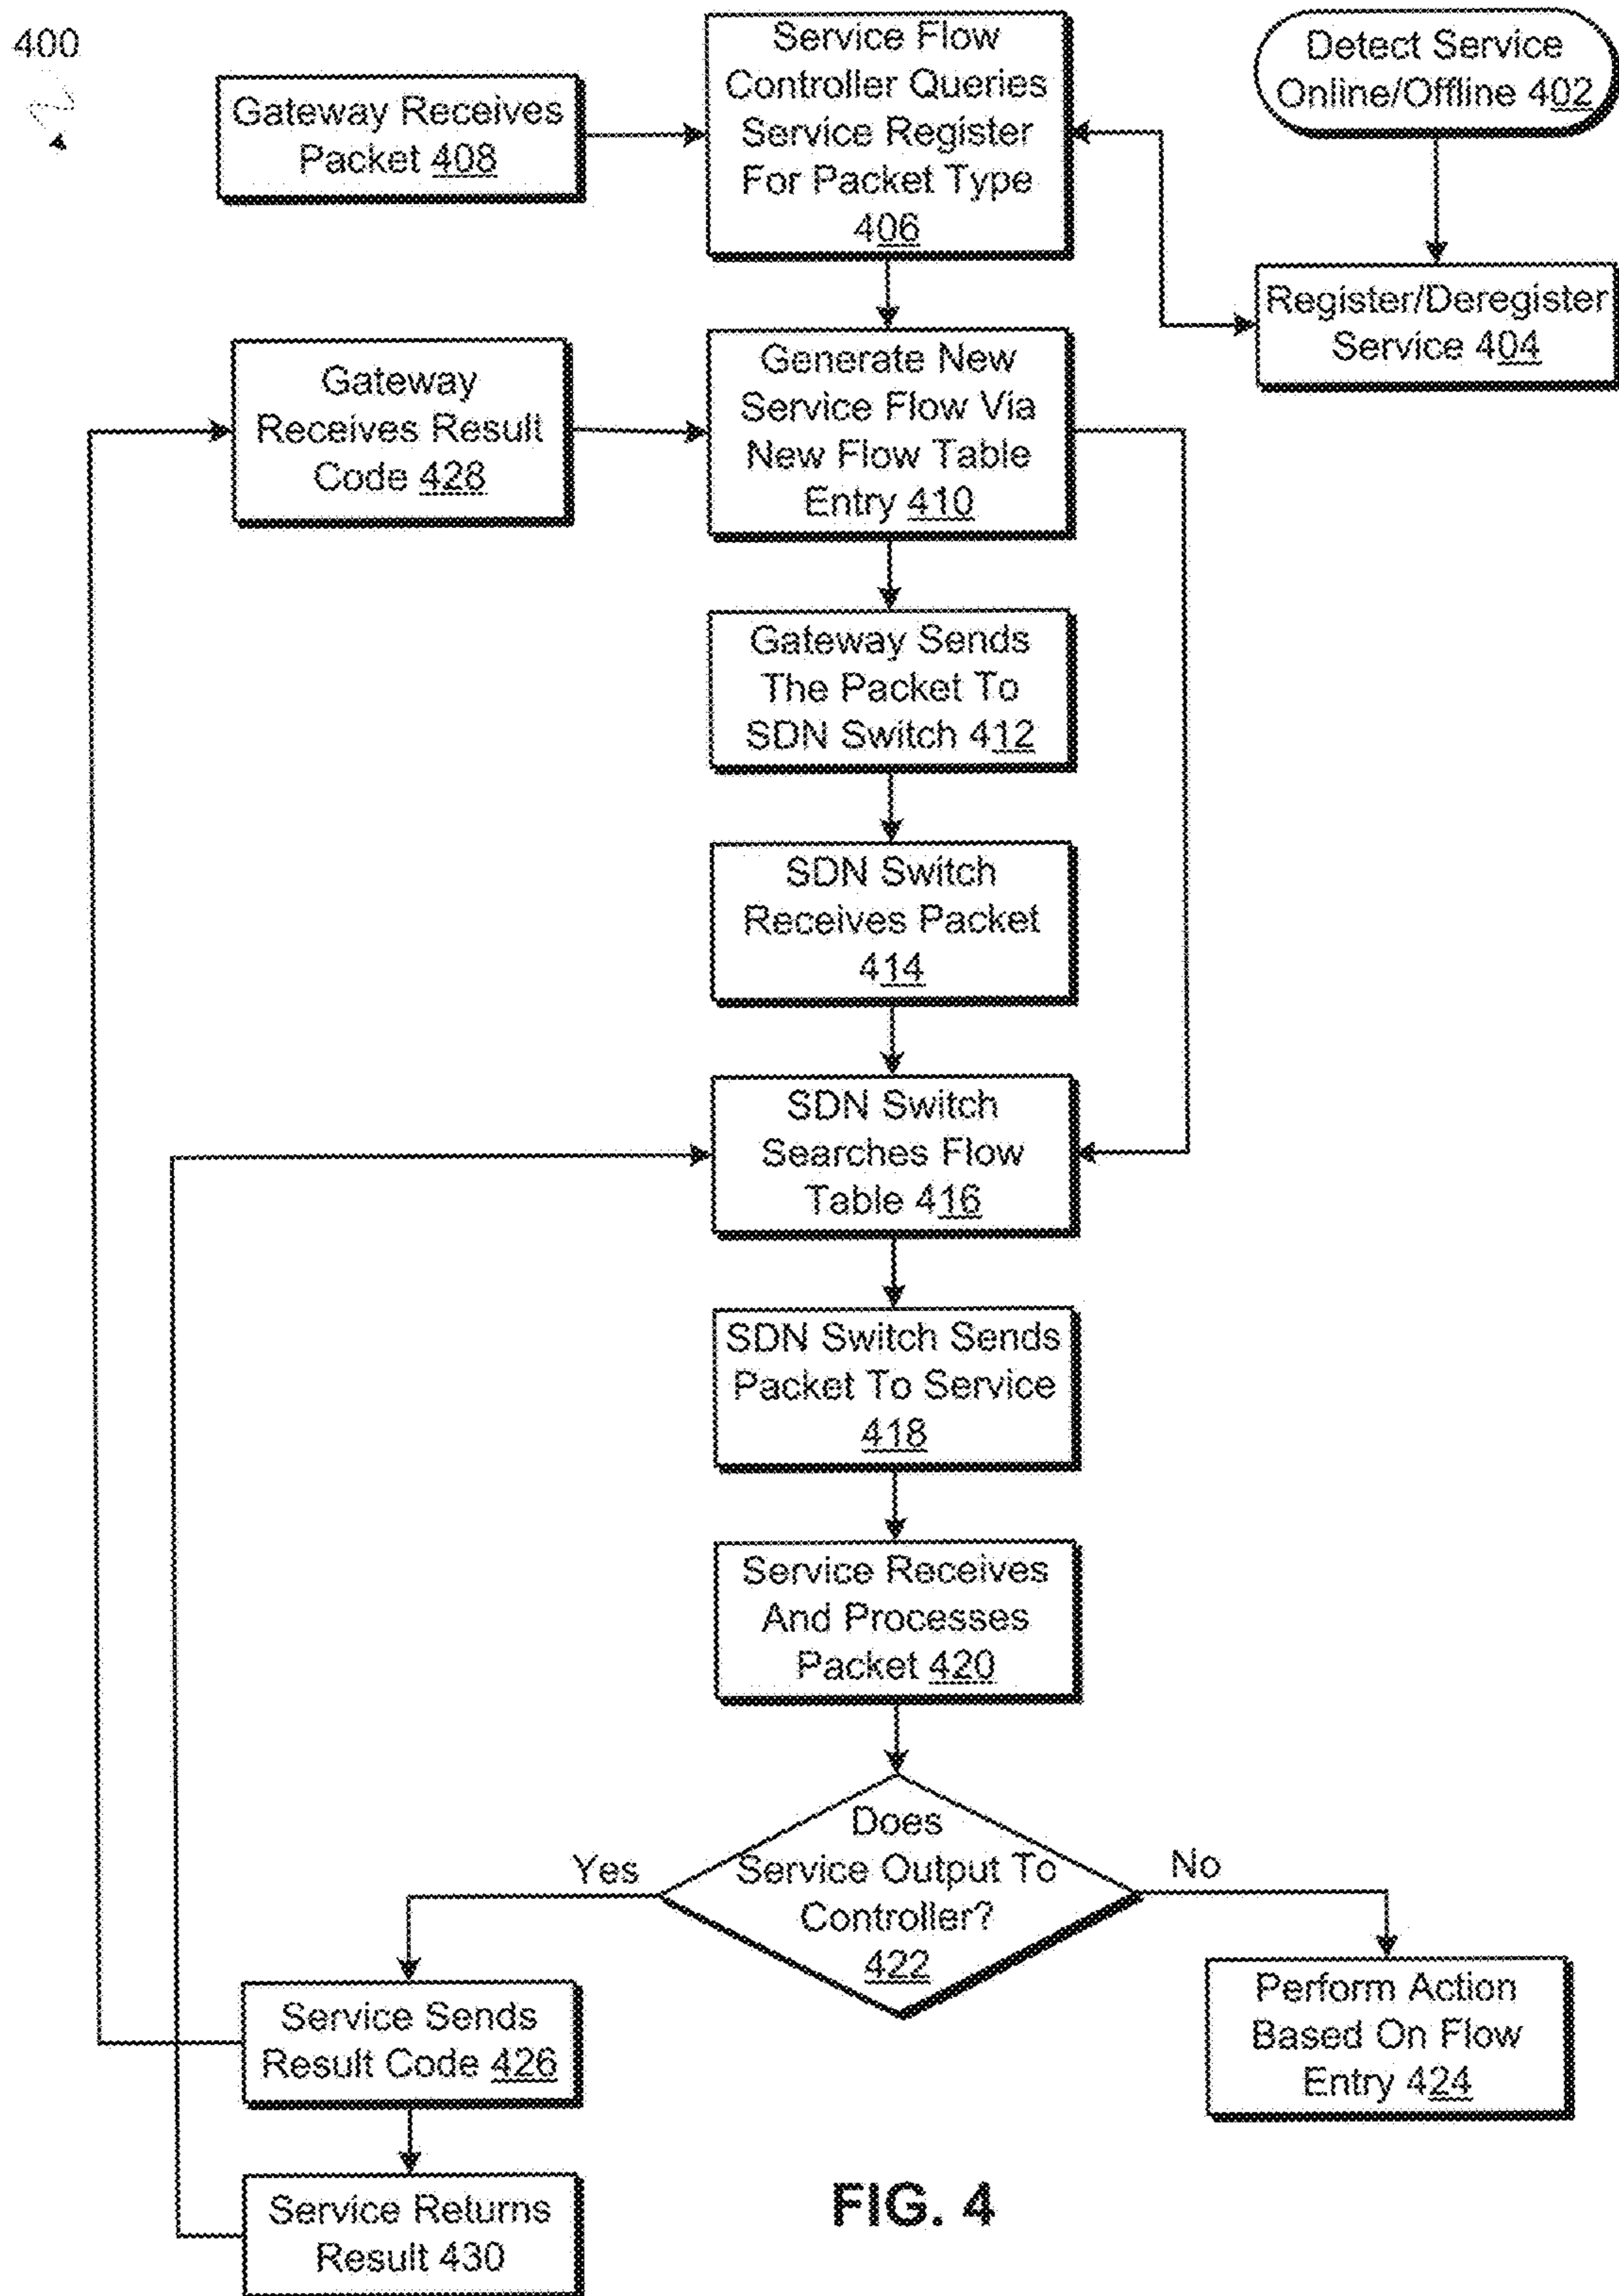 400
Service Flow
Controller Queries
Service Register
For Packet Type
406
Detect Service
Online/Offline 402
Gateway Receives
Packet 408
Register/Deregister
Service 404
Gateway
Receives Result
Code 428
Generate New
Service Flow Via
New Flow Table
Entry 410
Gateway Sends
The Packet To
SDN Switch 412
SDN Switch
Receives Packet
414
SDN Switch
Searches Flow
Table 416
SDN Switch Sends
Packet To Service
418
Service Receives
And Processes
Packet 420
Does
Service Output To
Controller?
422
Yes
No
Service Sends
Result Code 426
Perform Action
Based On Flow
Entry 424
Service Returns
Result 430
FIG. 4